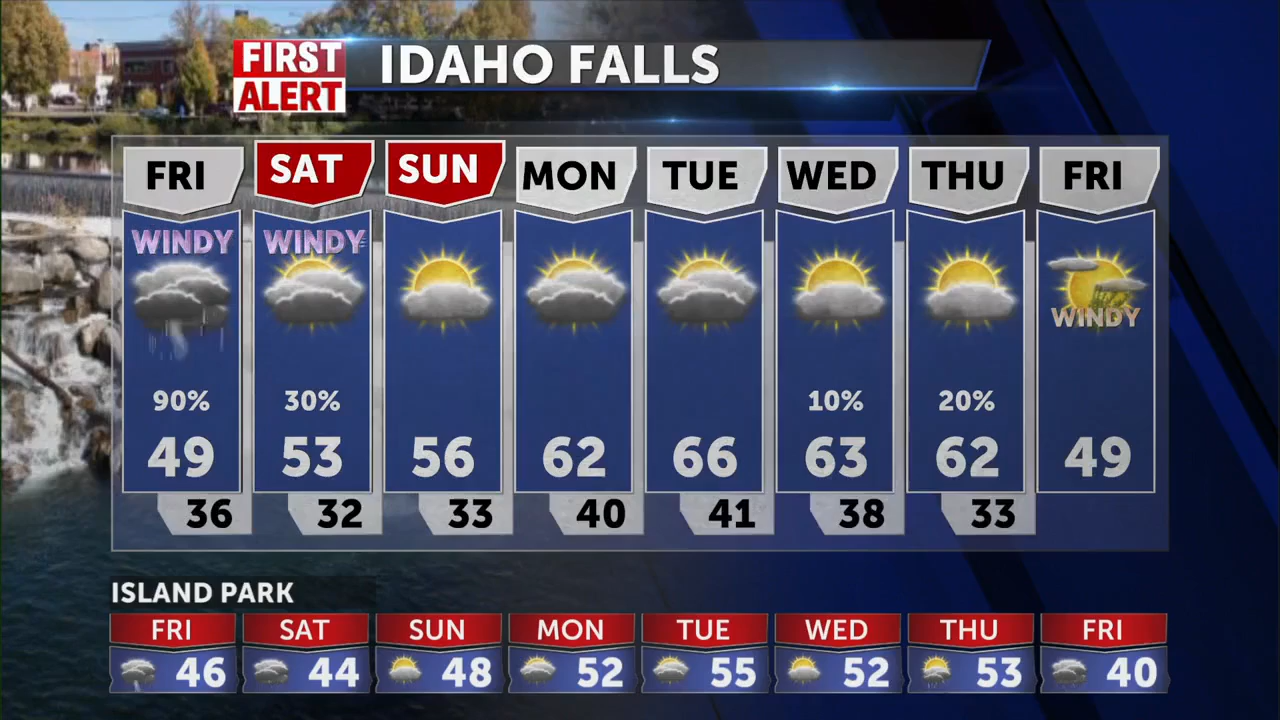 FIRST
ALERT
IDAHO FALLS
FRI SAT SUN MON TUE WED THU FRI
WINDY WINDY
WINDY
90% 30% 10% 20%
49 53 56 62 66 63 62 49
36 32 33 40 41 38 33
ISLAND PARK
FRI SAT SUN MON TUE WED THU FRI
46 44 48 52 55 52 53 40